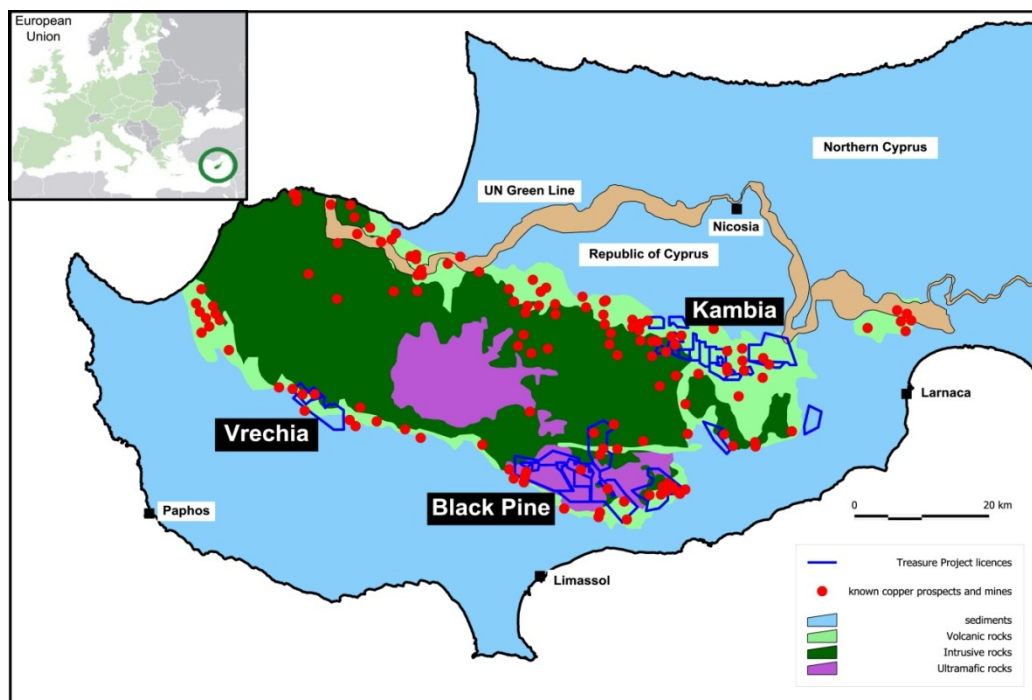 European
Union
Northern Cyprus
UN Green Line
Nicosia
Republic of Cyprus
Kambia
Larnaca
Vrechia
Black Pine
Paphos
0
20 km
Limassol
Treasure Project licences
known copper prospects and mines
sediments
Volcanic rocks
Intrusive rocks
Ultramafic rocks